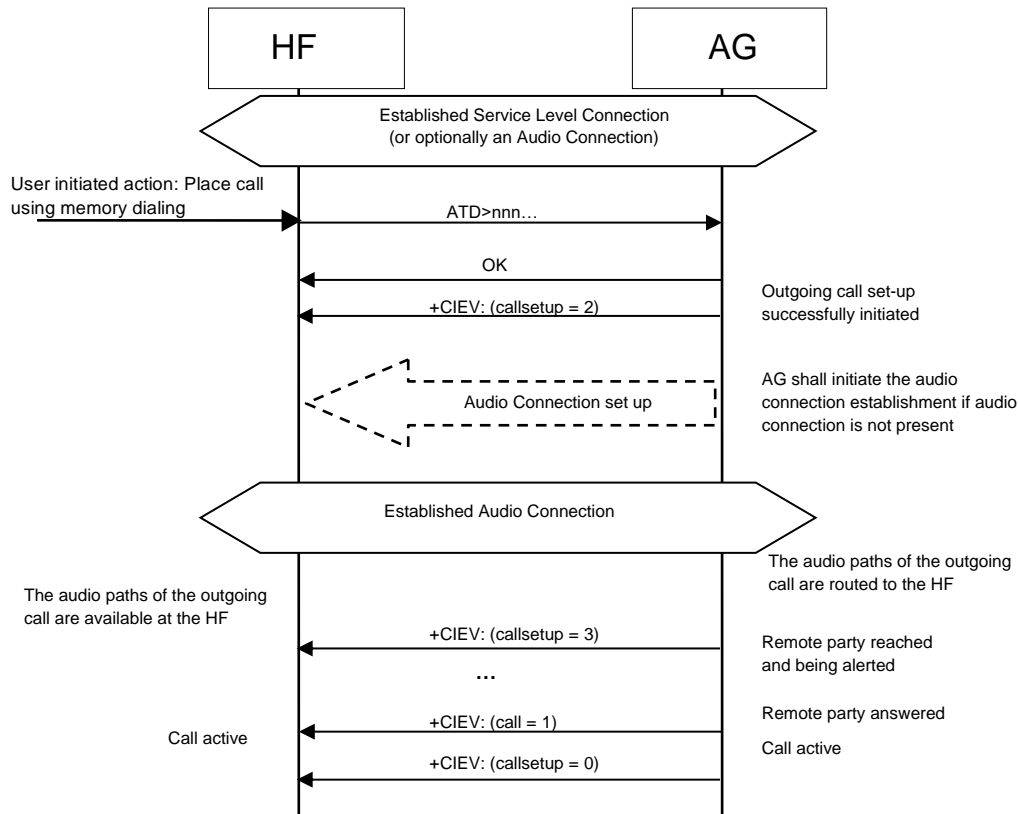 HF
AG
Established Service Level Connection
(or optionally an Audio Connection)
User initiated action: Place call
using memory dialing
ATD>nnn…
OK
+CIEV: (callsetup = 2)
Outgoing call set-up
successfully initiated
Audio Connection set up
AG shall initiate the audio
connection establishment if audio
connection is not present
Established Audio Connection
The audio paths of the outgoing
call are routed to the HF
The audio paths of the outgoing
call are available at the HF
+CIEV: (callsetup = 3)
Remote party reached
and being alerted
…
+CIEV: (call = 1)
Remote party answered
Call active
Call active
+CIEV: (callsetup = 0)